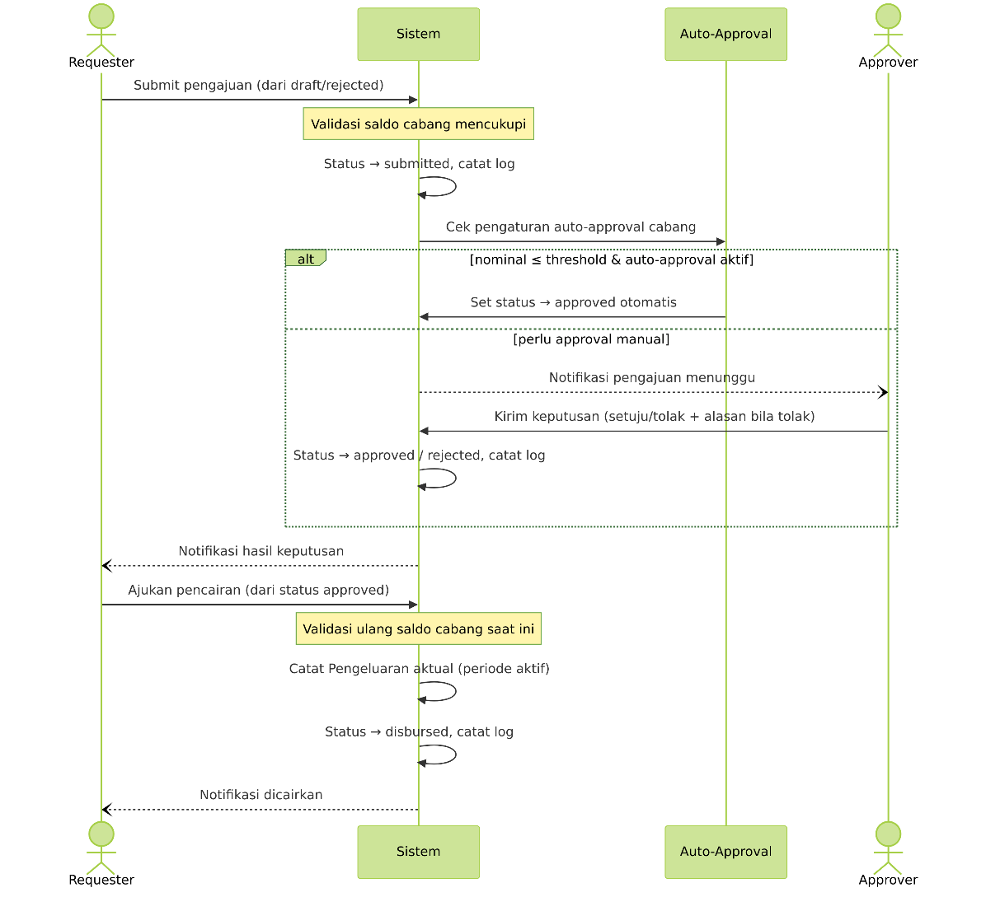 Requester
Sistem
Auto-Approval
Approver
Submit pengajuan (dari draft/rejected)
Validasi saldo cabang mencukupi
Status → submitted, catat log
Cek pengaturan auto-approval cabang
alt
[nominal ≤ threshold & auto-approval aktif]
Set status → approved otomatis
[perlu approval manual]
Notifikasi pengajuan menunggu
Kirim keputusan (setuju/tolak + alasan bila tolak)
Status → approved / rejected, catat log
Notifikasi hasil keputusan
Ajukan pencairan (dari status approved)
Validasi ulang saldo cabang saat ini
Catat Pengeluaran aktual (periode aktif)
Status → disbursed, catat log
Notifikasi dicairkan
Requester
Sistem
Auto-Approval
Approver